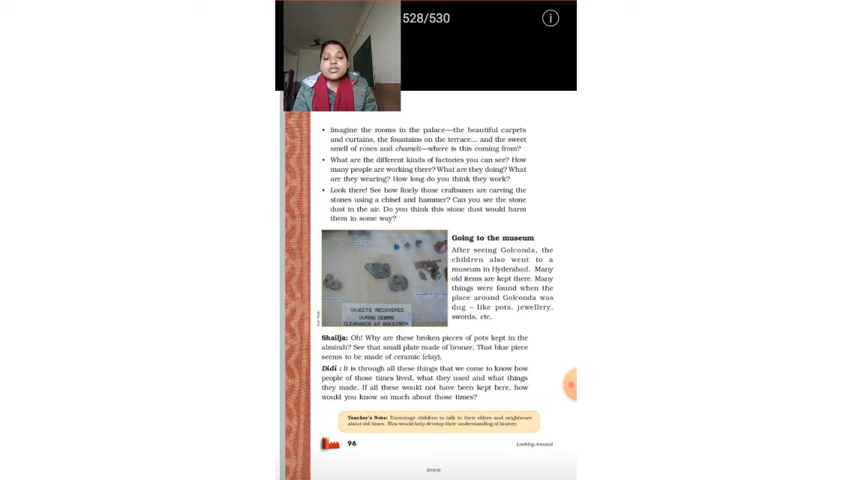 528/530
• Imagine the rooms in the palace—the beautiful carpets
and curtains, the fountains on the terrace... and the sweet
smell of roses and chameli—where is this coming from?
• What are the different kinds of factories you can see? How
many people are working there? What are they doing? What
are they wearing? How long do you think they work?
• Look there! See how finely those craftsmen are carving the
stones using a chisel and hammer? Can you see the stone
dust in the air. Do you think this stone dust would harm
them in some way?
OBJECTS RECOVERED
DURING DEBRIS
CLEARANCE AT GOLCONDA
Going to the museum
After seeing Golconda, the
children also went to a
museum in Hyderabad. Many
old items are kept there. Many
things were found when the
place around Golconda was
dug – like pots, jewellery,
swords, etc.
Shailja: Oh! Why are these broken pieces of pots kept in the
almirah? See that small plate made of bronze. That blue piece
seems to be made of ceramic (clay).
Didi : It is through all these things that we come to know how
people of those times lived, what they used and what things
they made. If all these would not have been kept here, how
would you know so much about those times?
Teacher's Note: Encourage children to talk to their elders and neighbours
about old times. This would help develop their understanding of history.
96
Looking Around
2019-20